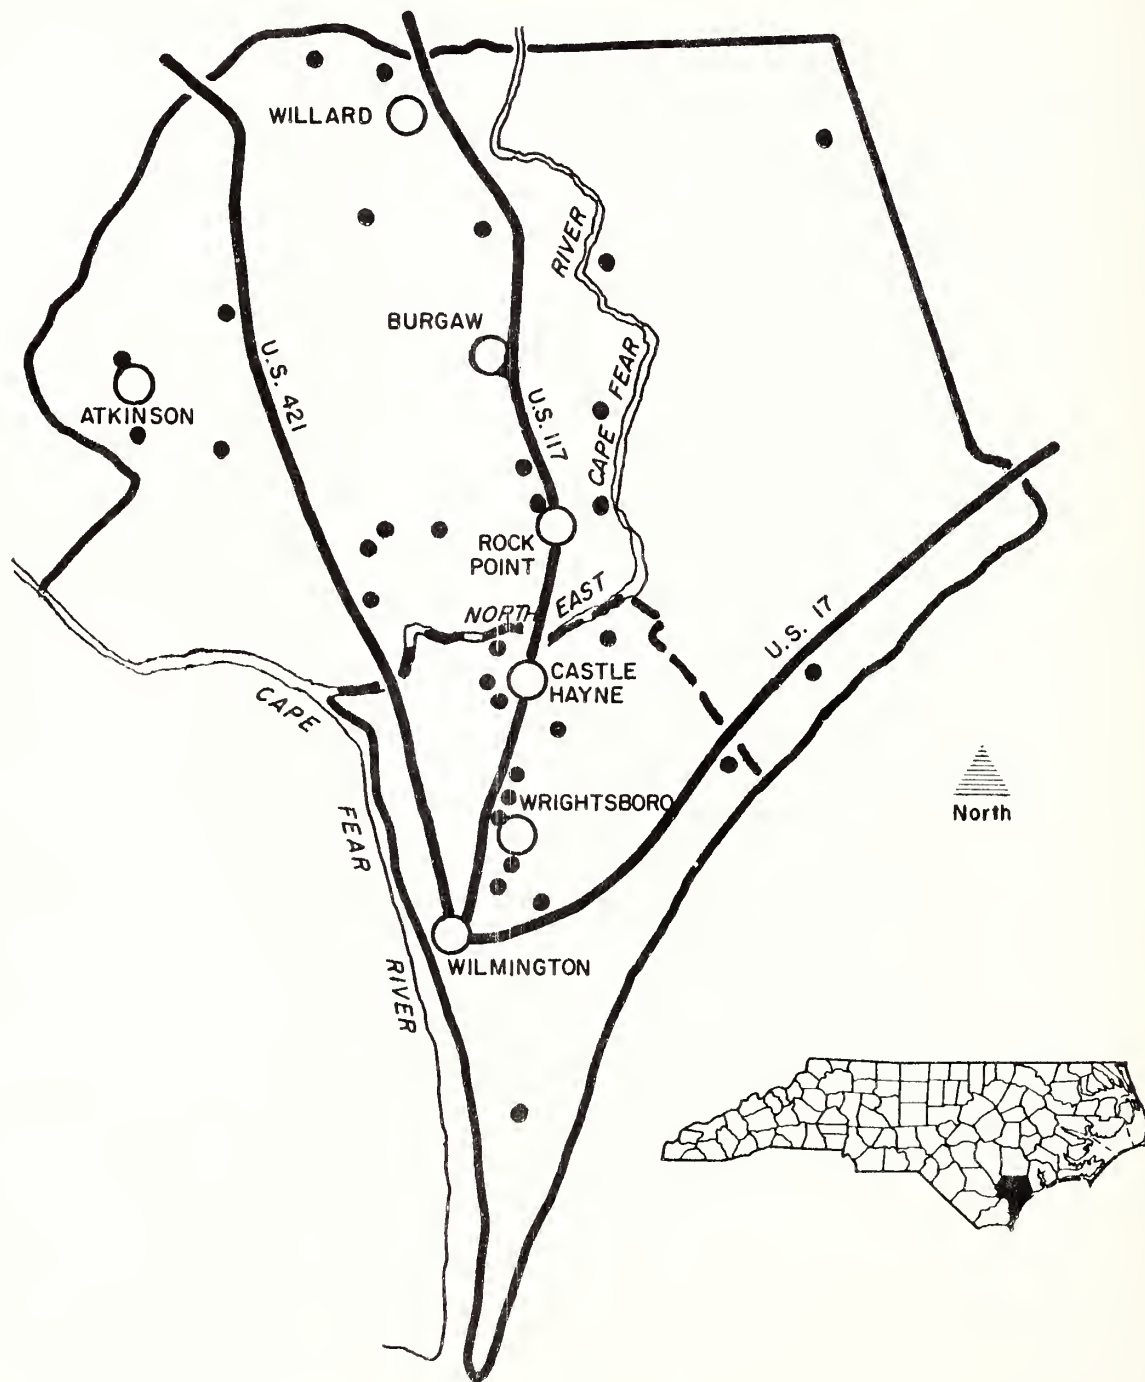 WILLARD
RIVER
BURGAW
U.S. 421
CAPE FEAR
ATKINSON
U.S. 117
ROCK
POINT
NORTH EAST
U.S. 17
CASTLE
HAYNE
CAPE
FEAR
RIVER
WRIGHTSBORO
North
WILMINGTON